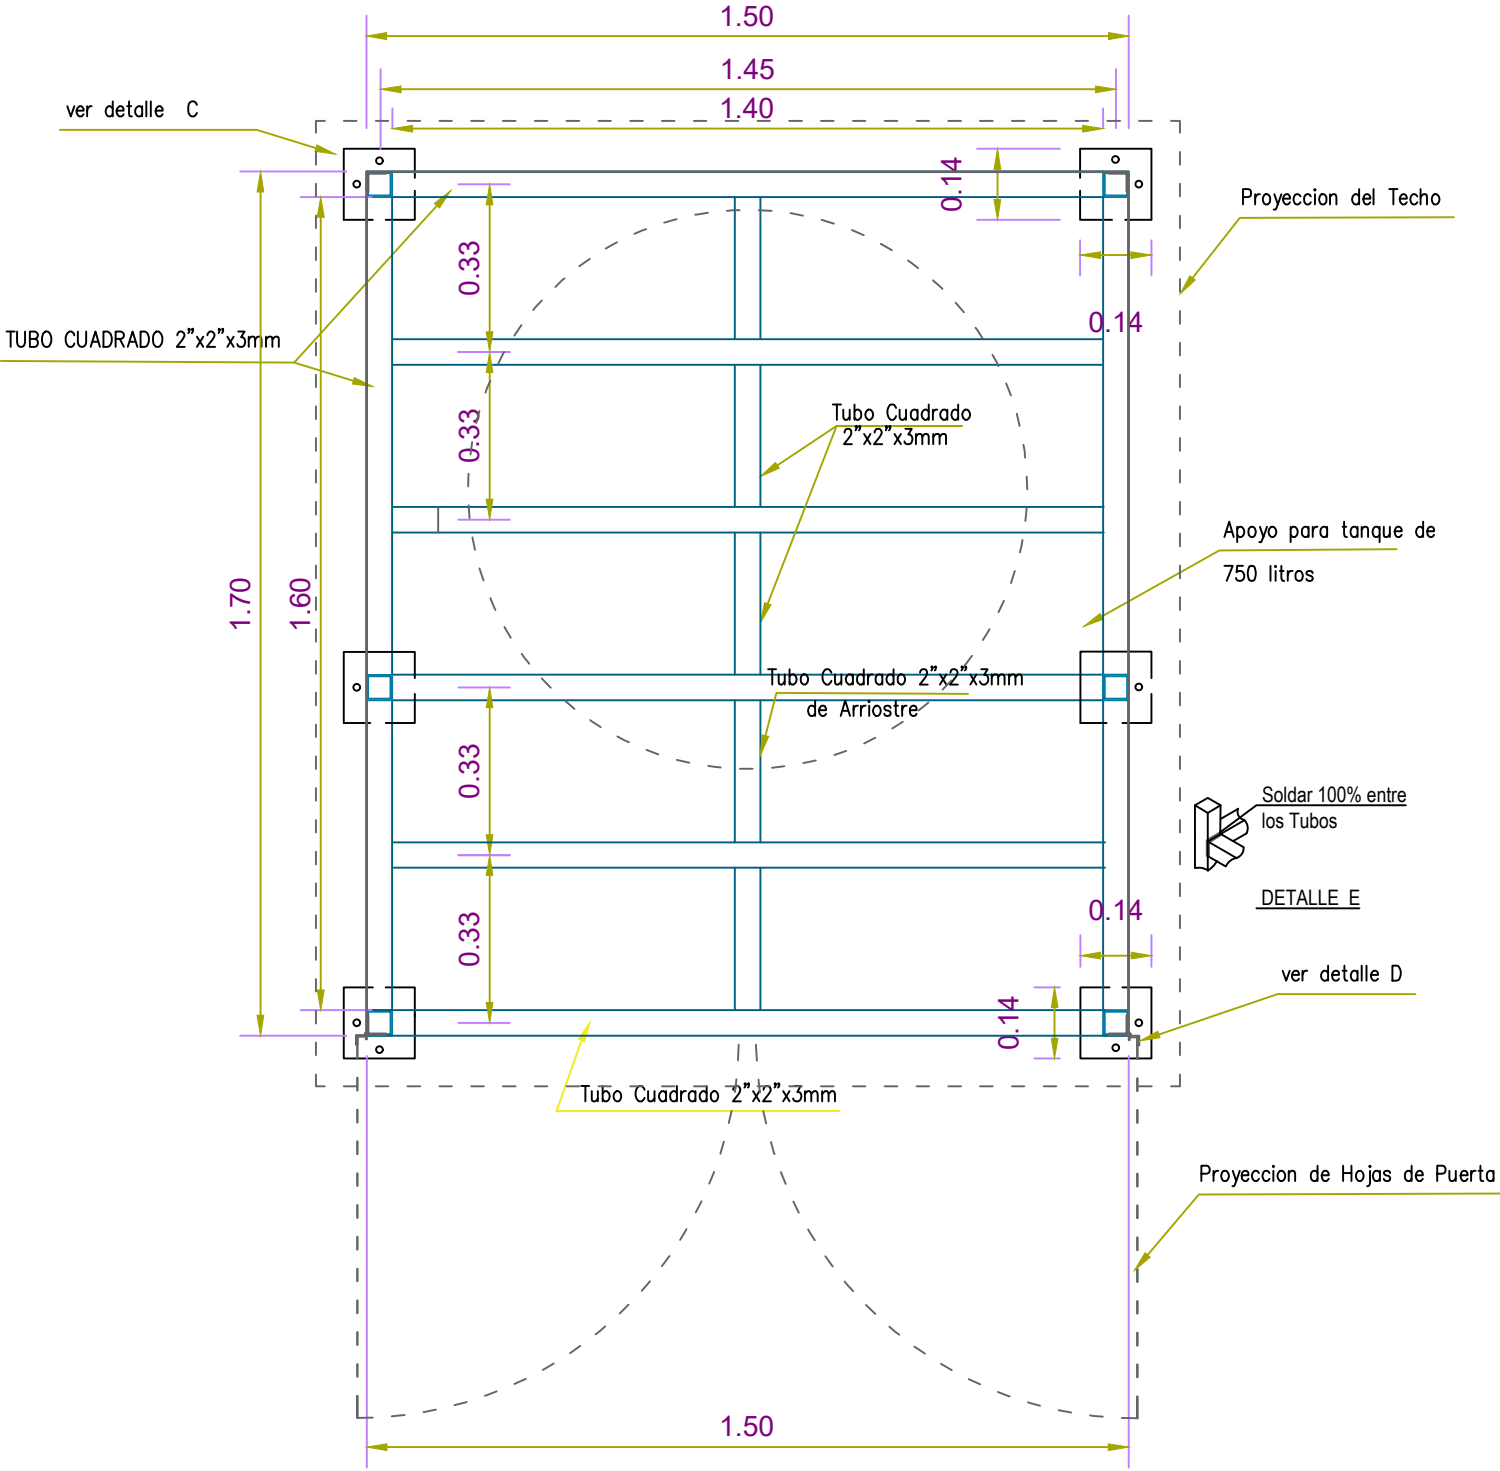 1.50
1.45
1.40
ver detalle C
0.14
Proyeccion del Techo
0.33
0.14
TUBO CUADRADO 2"x2"x3mm
0.33
Tubo Cuadrado
2"x2"x3mm
Apoyo para tanque de
750 litros
1.70
1.60
Tubo Cuadrado 2"x2"x3mm
de Arriostre
0.33
Soldar 100% entre
los Tubos
DETALLE E
0.14
0.33
ver detalle D
0.14
Tubo Cuadrado 2"x2"x3mm
Proyeccion de Hojas de Puerta
1.50